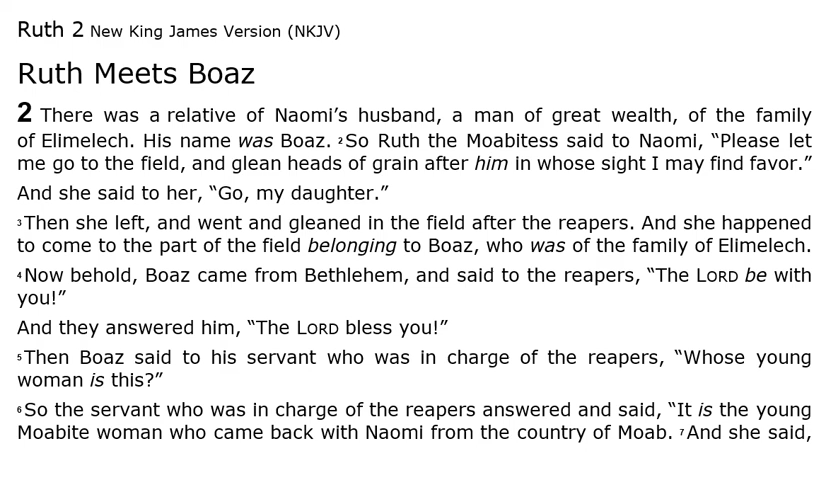 Ruth 2 New King James Version (NKJV)
Ruth Meets Boaz
2 There was a relative of Naomi’s husband, a man of great wealth, of the family
of Elimelech. His name was Boaz. 2 So Ruth the Moabitess said to Naomi, “Please let
me go to the field, and glean heads of grain after him in whose sight I may find favor.”
And she said to her, “Go, my daughter.”
3 Then she left, and went and gleaned in the field after the reapers. And she happened
to come to the part of the field belonging to Boaz, who was of the family of Elimelech.
4 Now behold, Boaz came from Bethlehem, and said to the reapers, “The LORD be with
you!”
And they answered him, “The LORD bless you!”
5 Then Boaz said to his servant who was in charge of the reapers, “Whose young
woman is this?”
6 So the servant who was in charge of the reapers answered and said, “It is the young
Moabite woman who came back with Naomi from the country of Moab. 7 And she said,